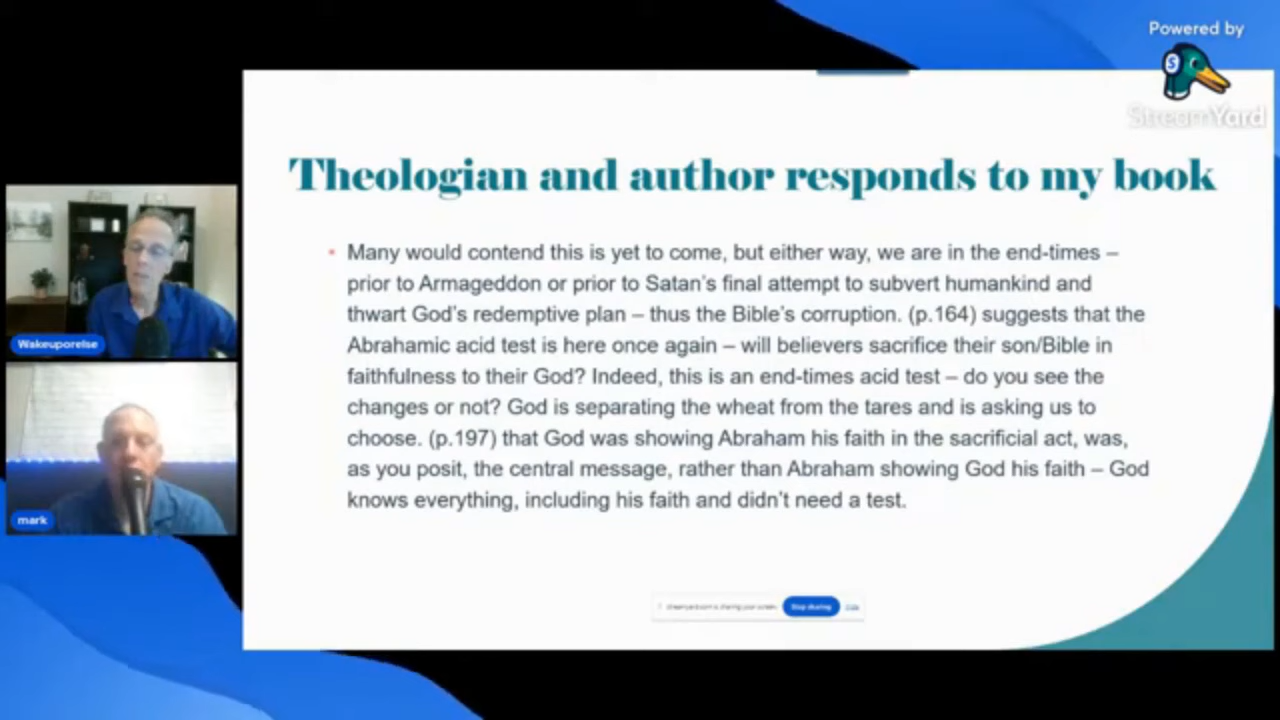 Powered by
StreamYard
Theologian and author responds to my book
Many would contend this is yet to come, but either way, we are in the end-times –
prior to Armageddon or prior to Satan's final attempt to subvert humankind and
thwart God's redemptive plan – thus the Bible's corruption. (p.164) suggests that the
Abrahamic acid test is here once again – will believers sacrifice their son/Bible in
faithfulness to their God? Indeed, this is an end-times acid test – do you see the
changes or not? God is separating the wheat from the tares and is asking us to
choose. (p.197) that God was showing Abraham his faith in the sacrificial act, was,
as you posit, the central message, rather than Abraham showing God his faith – God
knows everything, including his faith and didn't need a test.
Wakeuporelse
mark
streamyard.com is sharing your screen.
Stop sharing
Hide